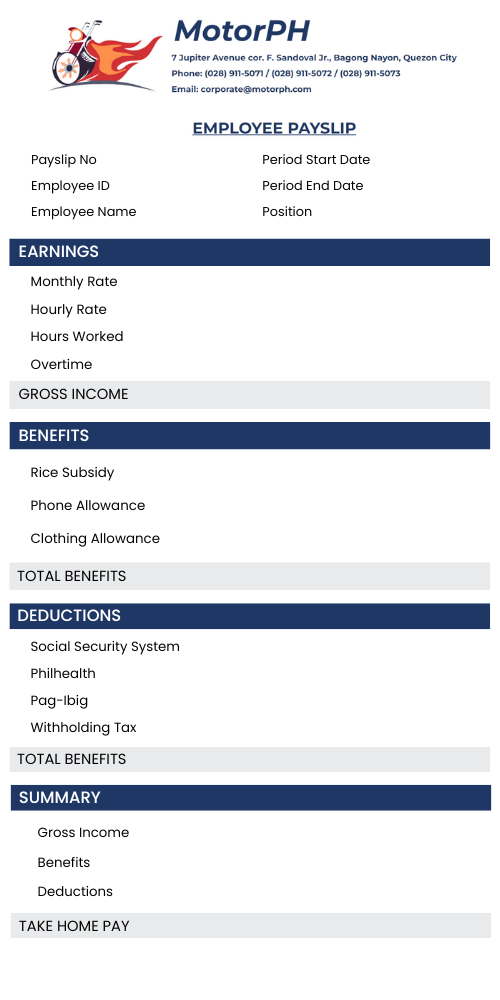 MotorPH
7 Jupiter Avenue cor. F. Sandoval Jr., Bagong Nayon, Quezon City
Phone: (028) 911-5071 / (028) 911-5072 / (028) 911-5073
Email: corporate@motorph.com
EMPLOYEE PAYSLIP
Payslip No Period Start Date
Employee ID Period End Date
Employee Name Position
EARNINGS
Monthly Rate
Hourly Rate
Hours Worked
Overtime
GROSS INCOME
BENEFITS
Rice Subsidy
Phone Allowance
Clothing Allowance
TOTAL BENEFITS
DEDUCTIONS
Social Security System
Philhealth
Pag-Ibig
Withholding Tax
TOTAL BENEFITS
SUMMARY
Gross Income
Benefits
Deductions
TAKE HOME PAY